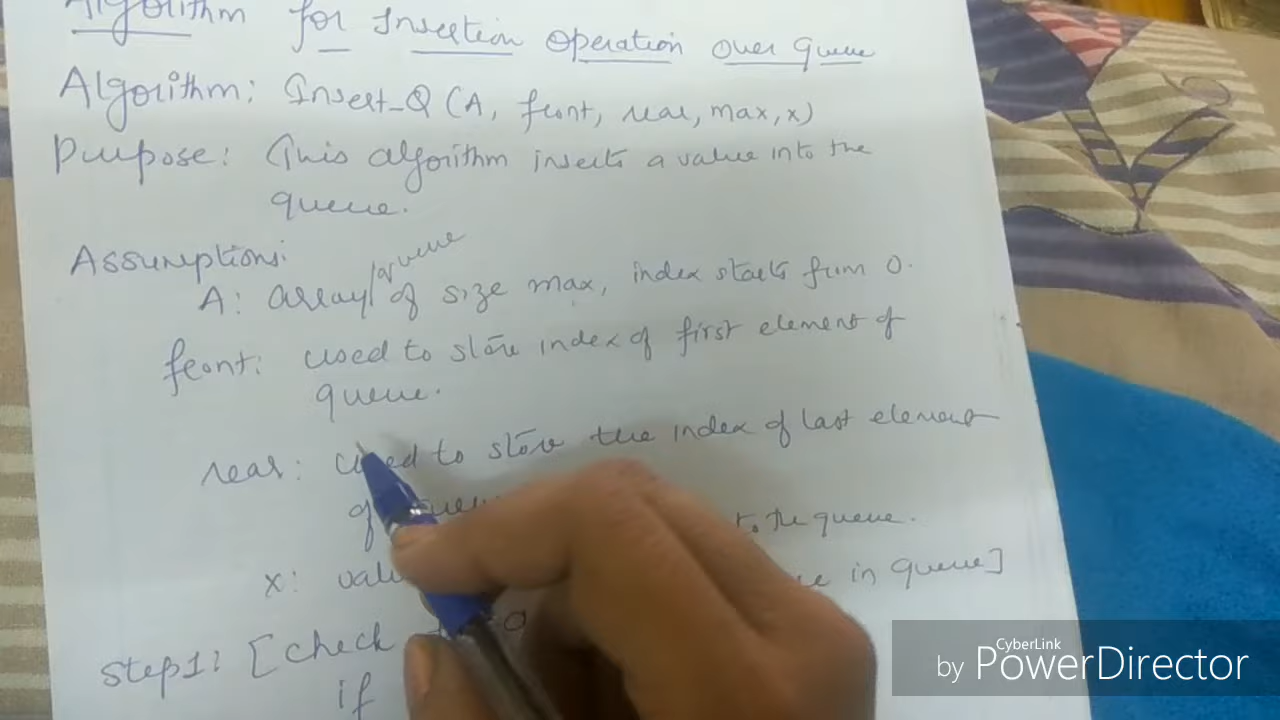 Algorithm for Insertion Operation over queue
Algorithm: Insert_Q (A, front, rear, max, x)
Purpose: This algorithm inserts a value into the
queue.
Assumptions:
A: array/queue of size max, index starts from 0.
front: used to store index of first element of
queue.
rear: used to store the index of last element
of
x: to the queue.
Step1: [check in queue]
if
CyberLink
by PowerDirector